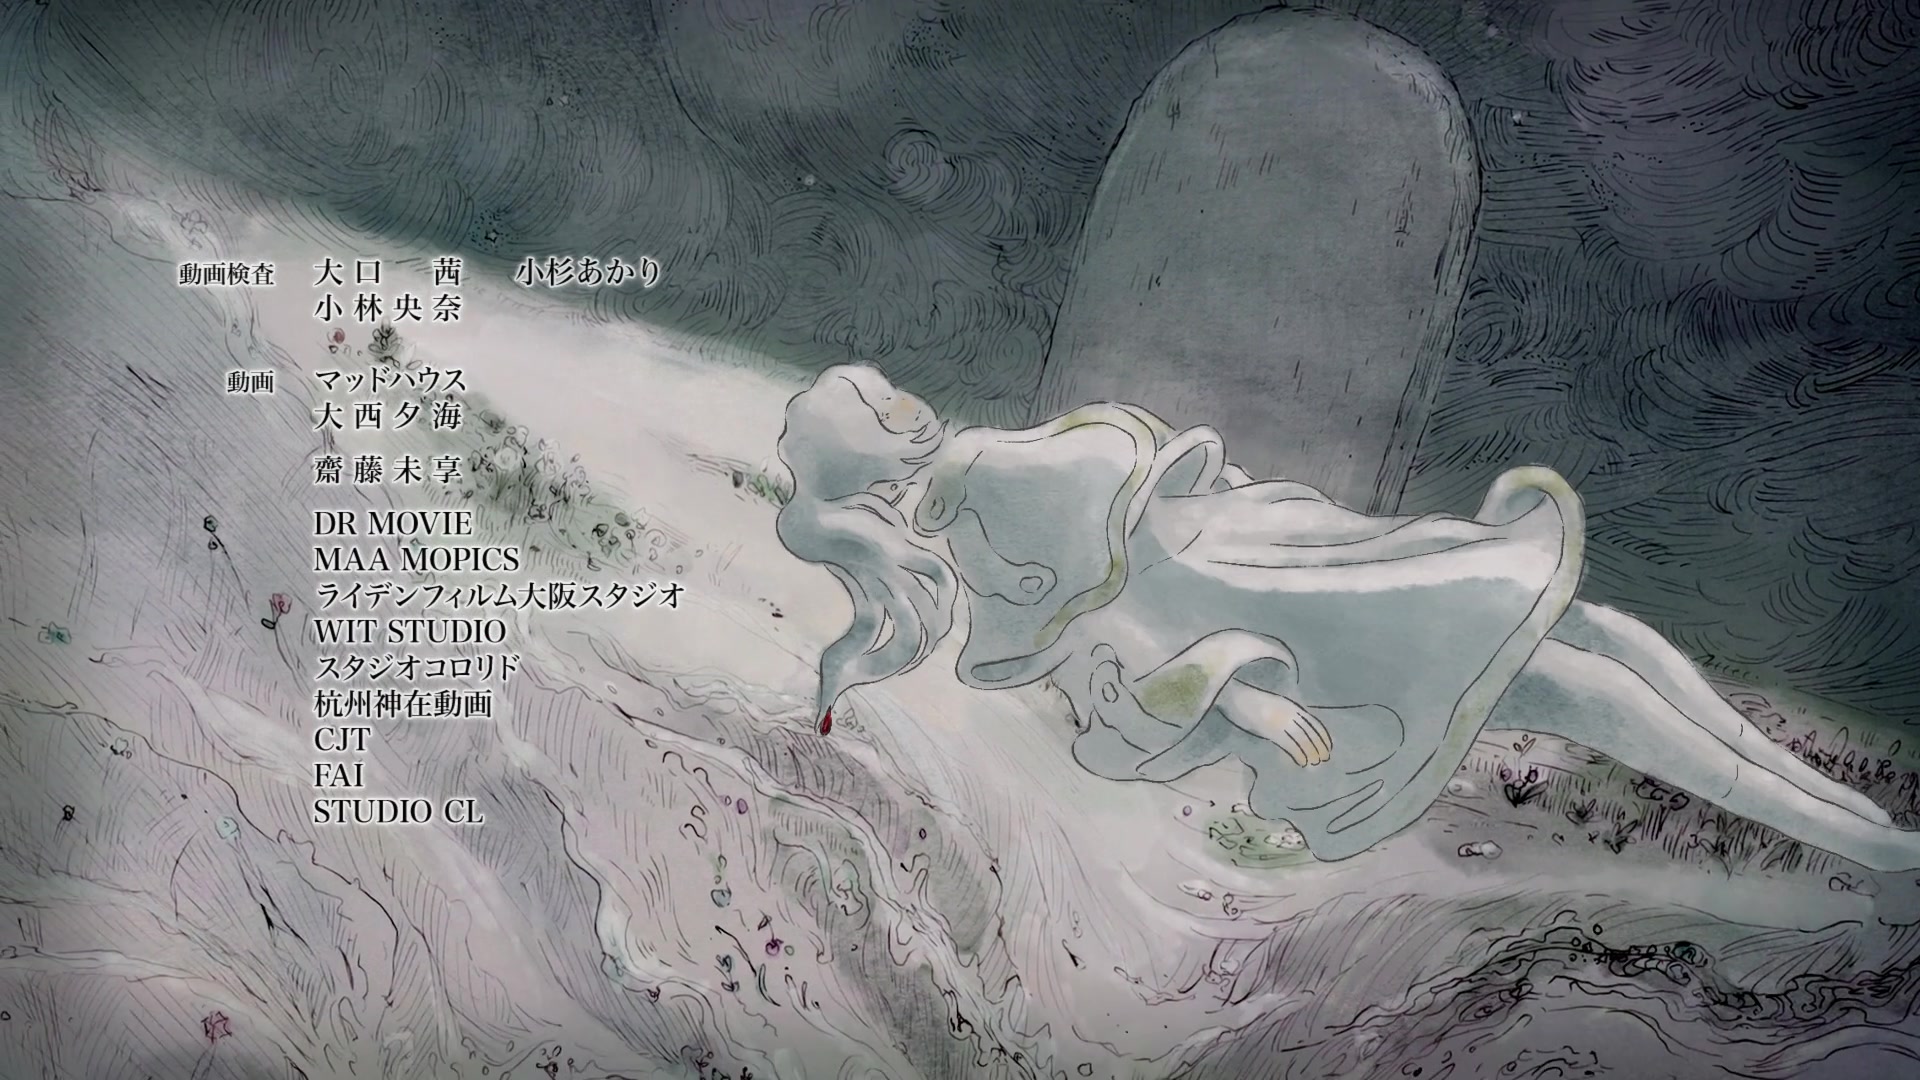 動画検査 大口 茜 小杉あかり
小林央奈
動画 マッドハウス
大西夕海
齋藤未享
DR MOVIE
MAA MOPICS
ライデンフィルム大阪スタジオ
WIT STUDIO
スタジオコロリド
杭州神在動画
CJT
FAI
STUDIO CL